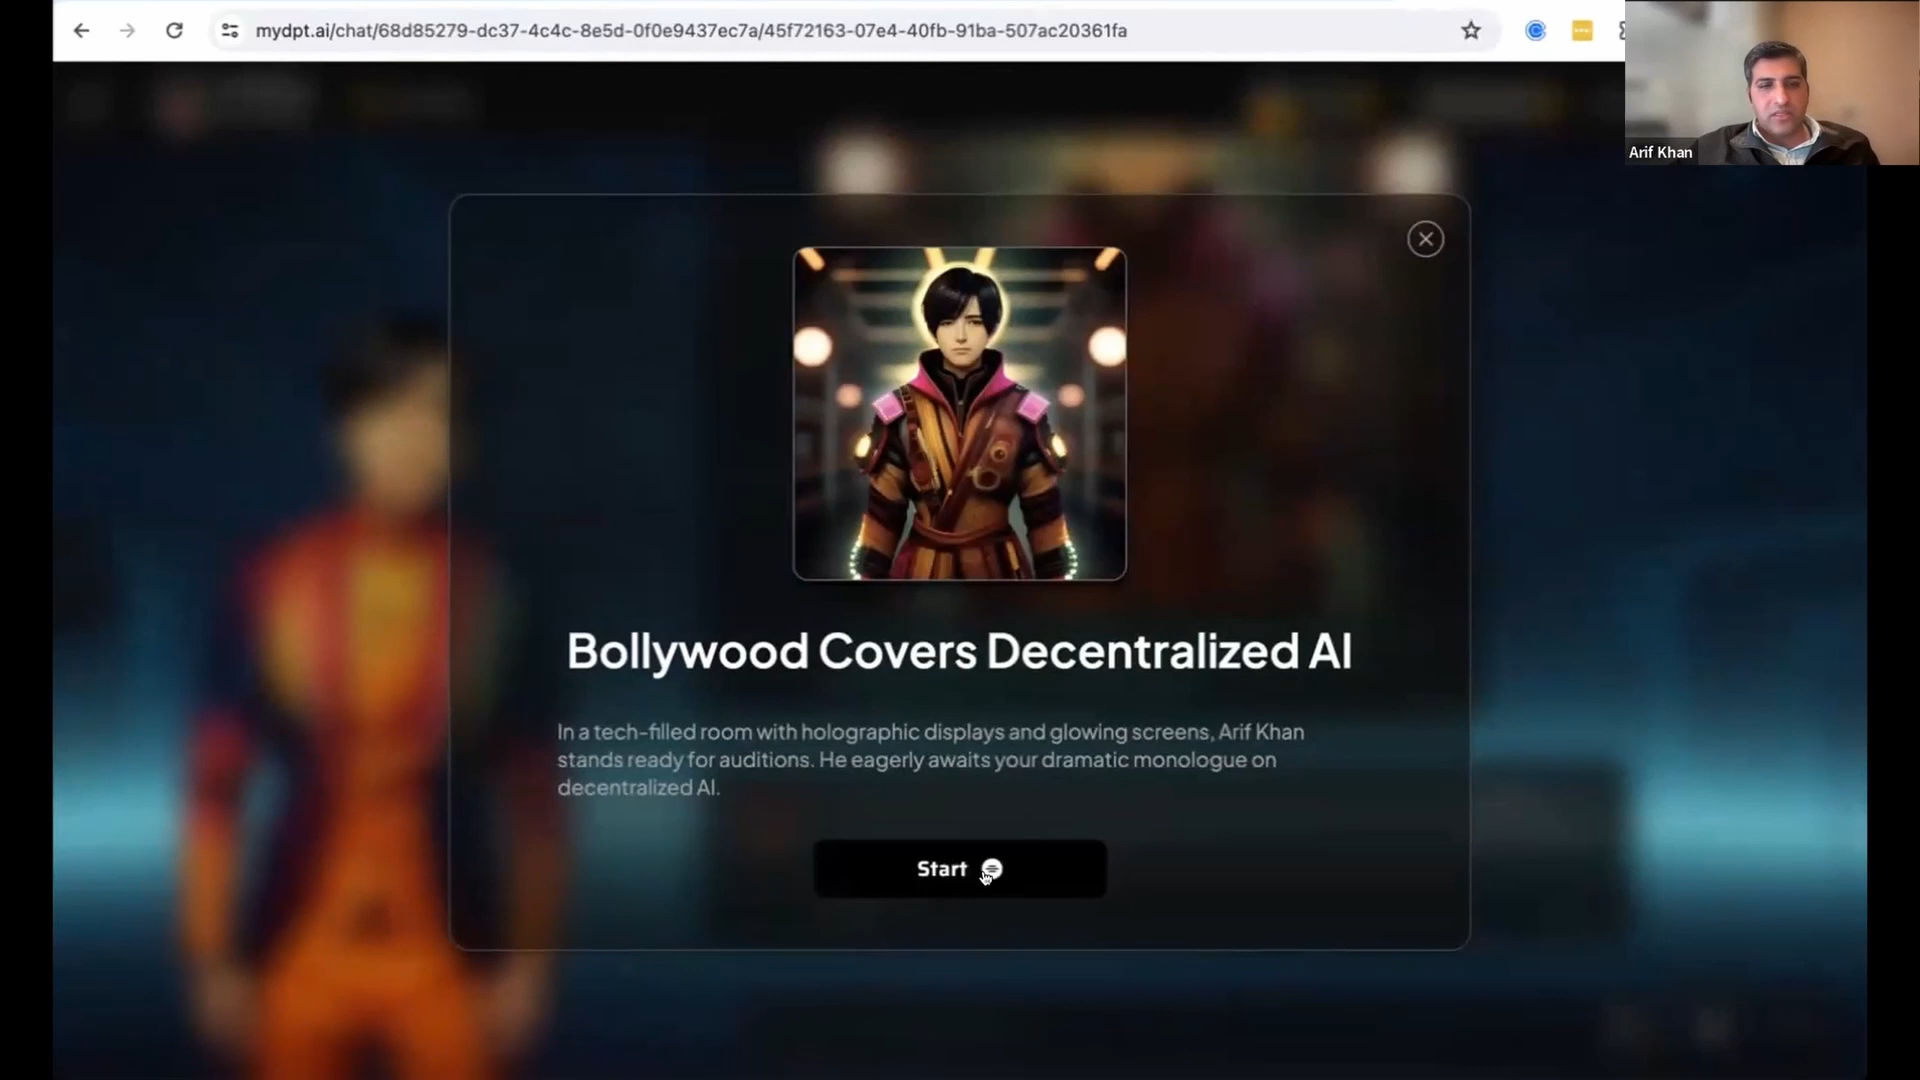 mydpt.ai/chat/68d85279-dc37-4c4c-8e5d-0f0e9437ec7a/45f72163-07e4-40fb-91ba-507ac20361fa
Arif Khan
Bollywood Covers Decentralized AI
In a tech-filled room with holographic displays and glowing screens, Arif Khan
stands ready for auditions. He eagerly awaits your dramatic monologue on
decentralized AI.
Start